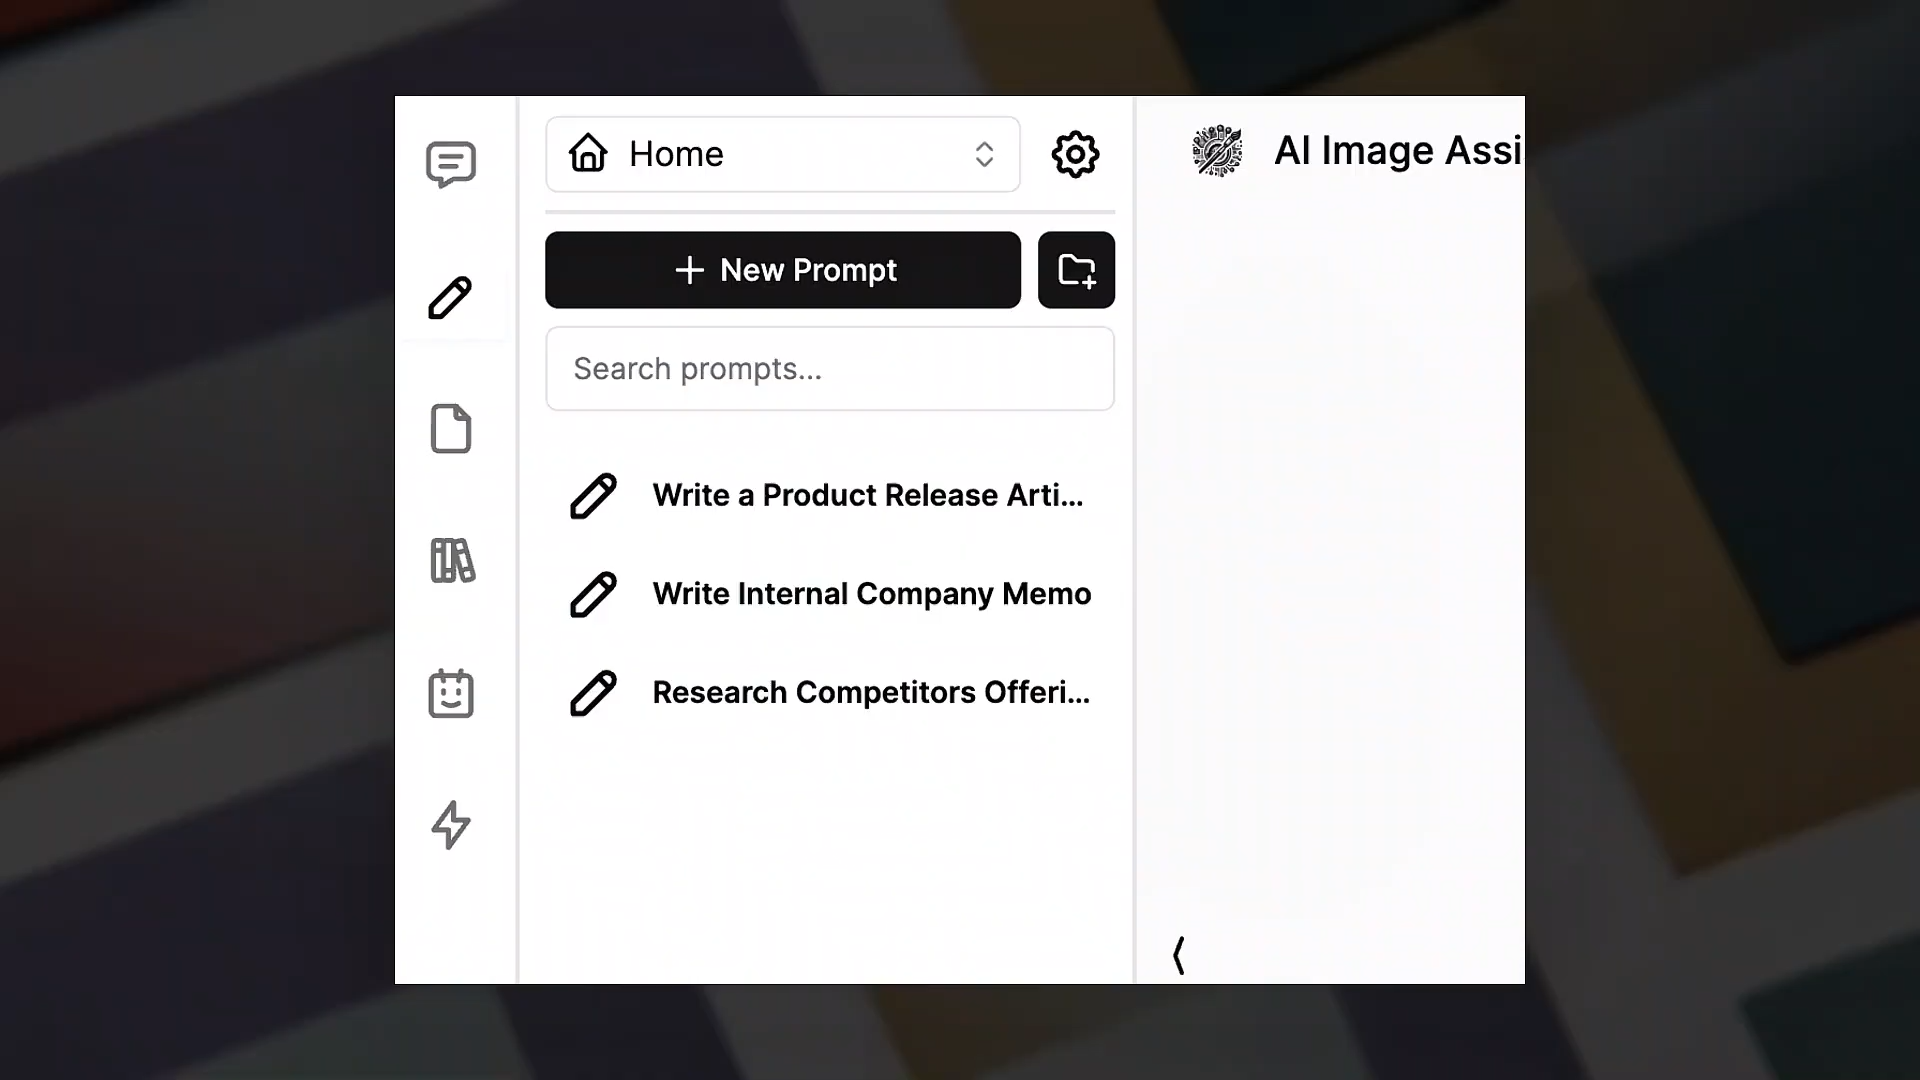 Home
New Prompt
Search prompts...
Write a Product Release Arti...
Write Internal Company Memo
Research Competitors Offeri...
AI Image Assi